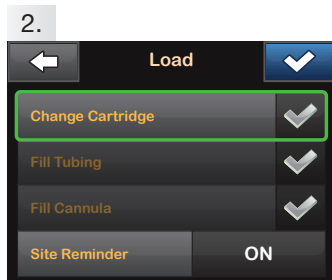 2.
Load
Change Cartridge
Fill Tubing
Fill Cannula
Site Reminder ON